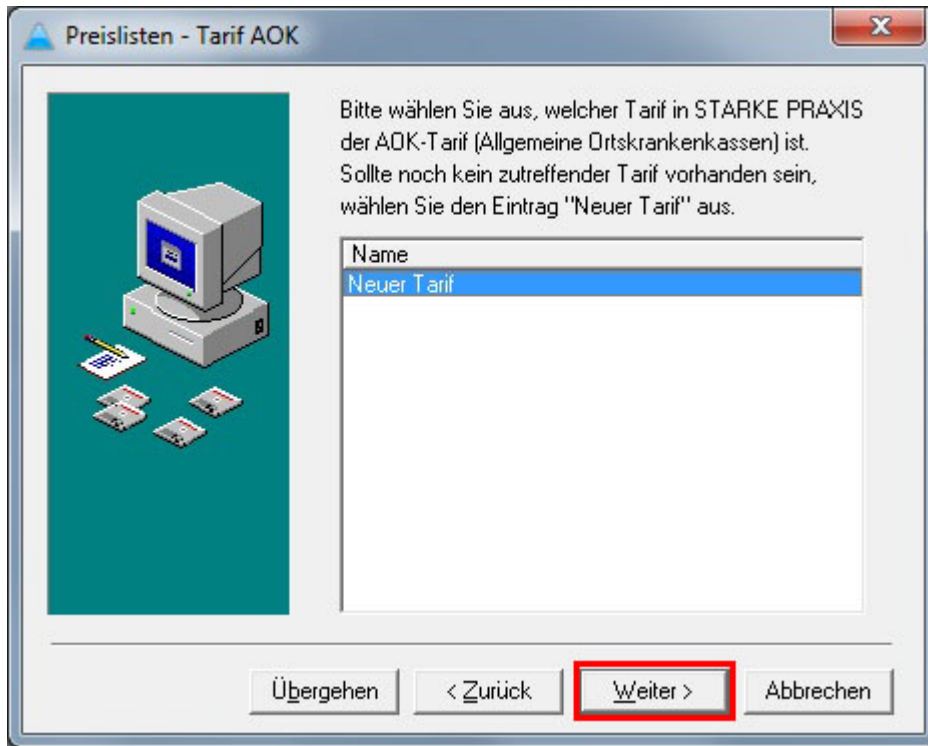 Preislisten - Tarif AOK
Bitte wählen Sie aus, welcher Tarif in STARKE PRAXIS
der AOK-Tarif (Allgemeine Ortskrankenkassen) ist.
Sollte noch kein zutreffender Tarif vorhanden sein,
wählen Sie den Eintrag "Neuer Tarif" aus.
Name
Neuer Tarif
Übergehen
< Zurück
Weiter >
Abbrechen